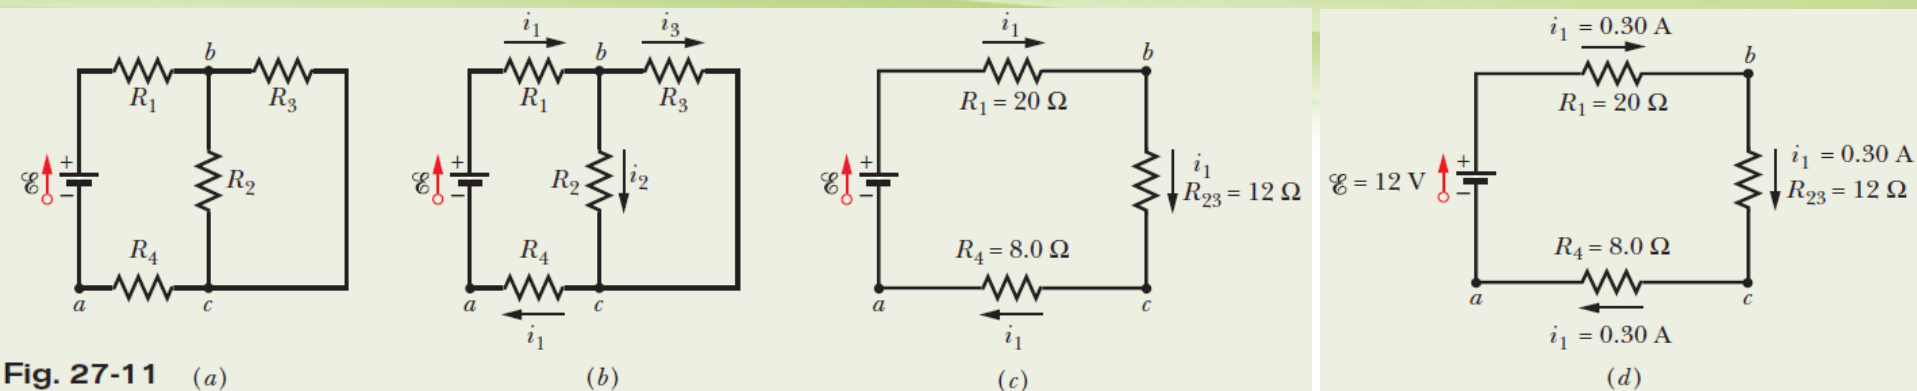 b
R₁
R₃
+
ℰ
−
R₂
R₄
a
c
Fig. 27-11 (a)
i₁
i₃
b
R₁
R₃
+
ℰ
−
R₂
i₂
R₄
a
c
i₁
(b)
i₁
b
R₁ = 20 Ω
+
ℰ
−
i₁
R₂₃ = 12 Ω
R₄ = 8.0 Ω
a
c
i₁
(c)
i₁ = 0.30 A
b
R₁ = 20 Ω
+
ℰ = 12 V
−
i₁ = 0.30 A
R₂₃ = 12 Ω
R₄ = 8.0 Ω
a
c
i₁ = 0.30 A
(d)